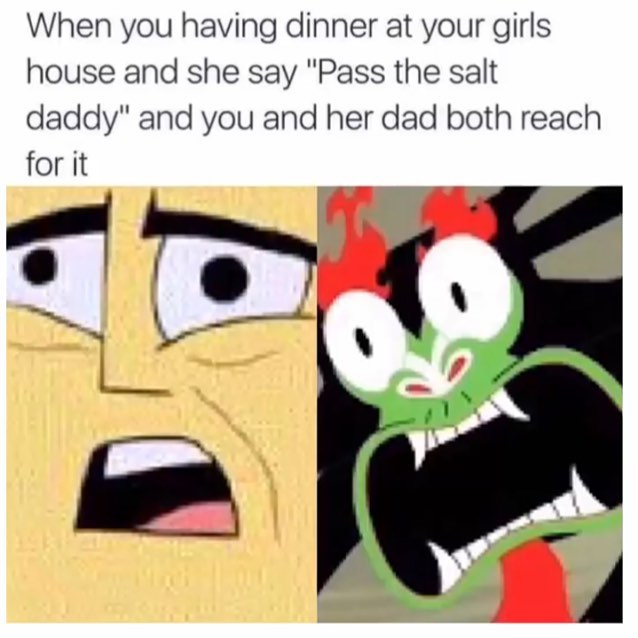 When you having dinner at your girls
house and she say "Pass the salt
daddy" and you and her dad both reach
for it